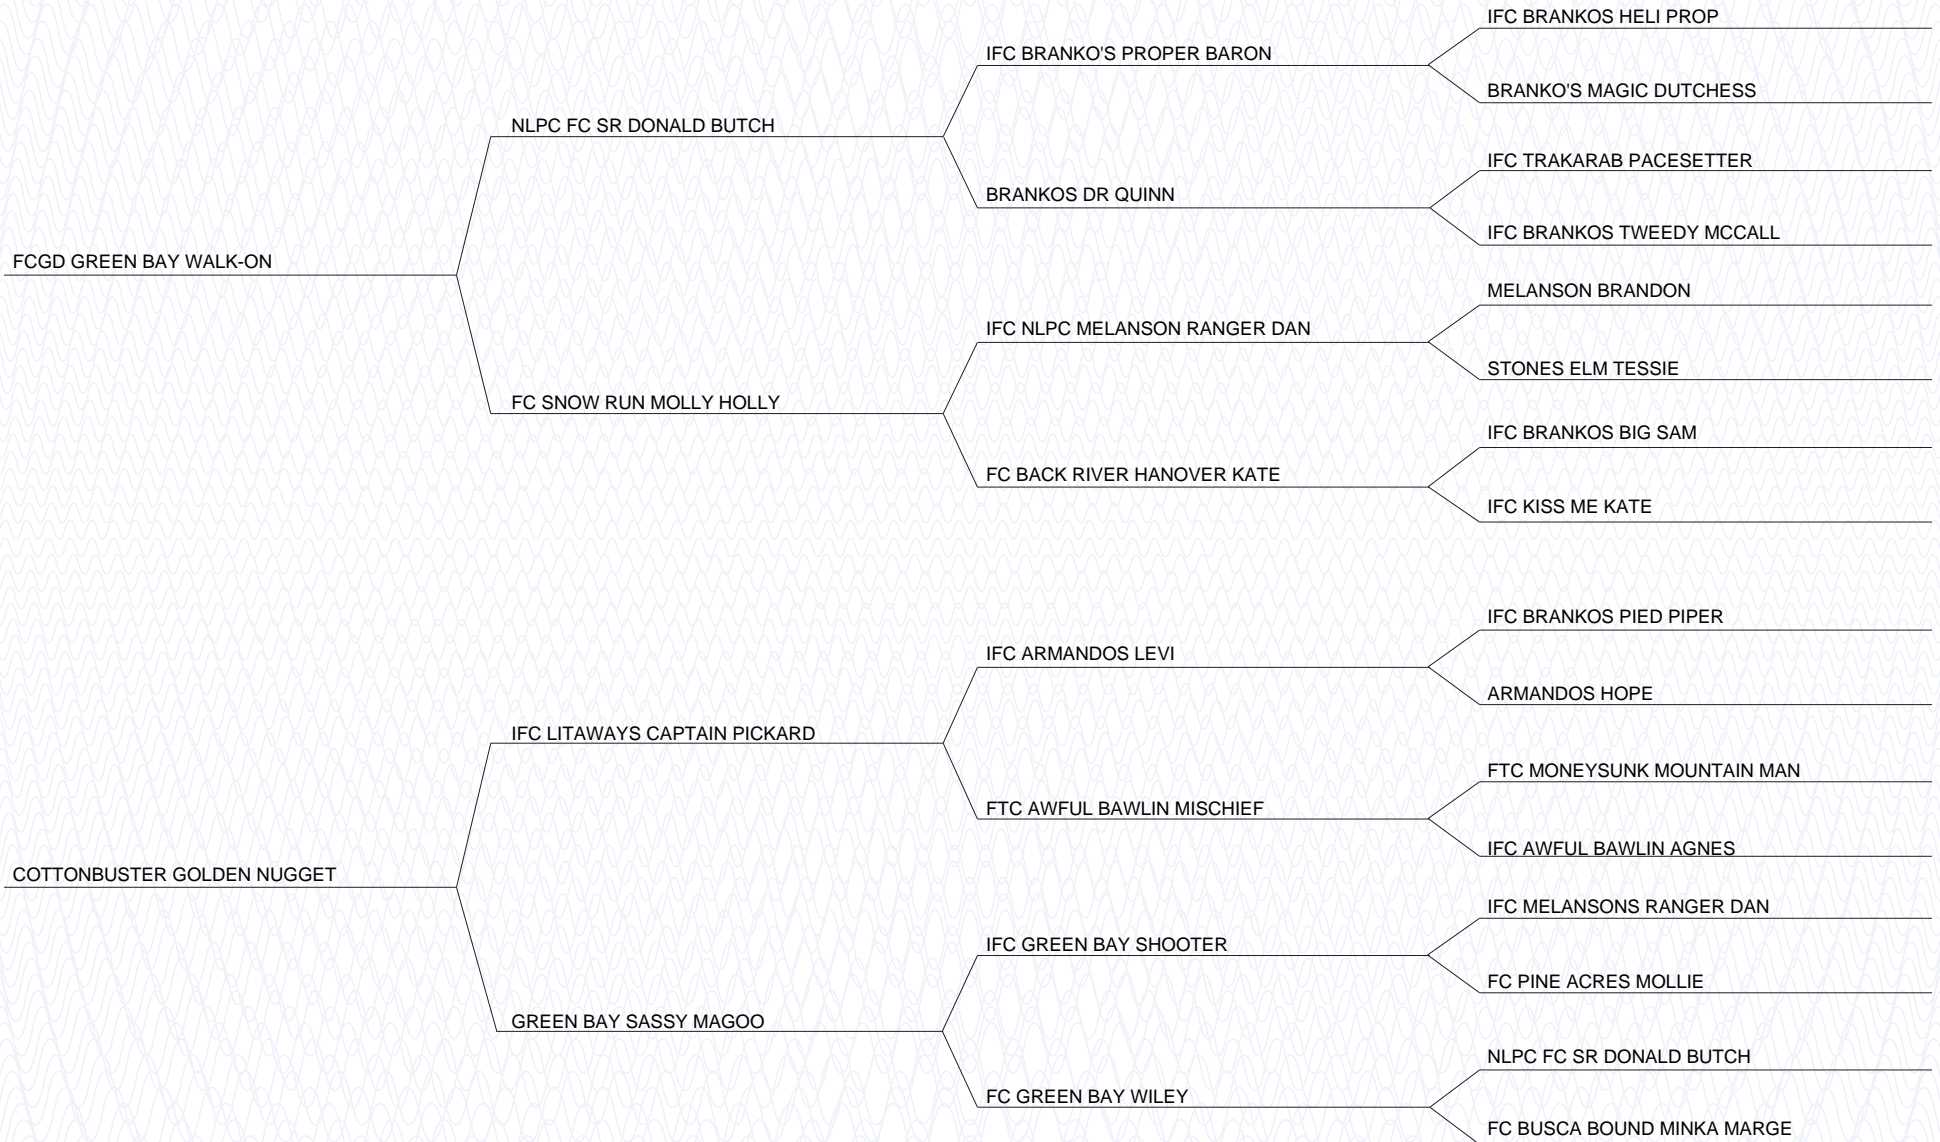 IFC BRANKOS HELI PROP
IFC BRANKO'S PROPER BARON
BRANKO'S MAGIC DUTCHESS
NLPC FC SR DONALD BUTCH
IFC TRAKARAB PACESETTER
BRANKOS DR QUINN
IFC BRANKOS TWEEDY MCCALL
FCGD GREEN BAY WALK-ON
MELANSON BRANDON
IFC NLPC MELANSON RANGER DAN
STONES ELM TESSIE
FC SNOW RUN MOLLY HOLLY
IFC BRANKOS BIG SAM
FC BACK RIVER HANOVER KATE
IFC KISS ME KATE
IFC BRANKOS PIED PIPER
IFC ARMANDOS LEVI
ARMANDOS HOPE
IFC LITAWAYS CAPTAIN PICKARD
FTC MONEYSUNK MOUNTAIN MAN
FTC AWFUL BAWLIN MISCHIEF
IFC AWFUL BAWLIN AGNES
COTTONBUSTER GOLDEN NUGGET
IFC MELANSONS RANGER DAN
IFC GREEN BAY SHOOTER
FC PINE ACRES MOLLIE
GREEN BAY SASSY MAGOO
NLPC FC SR DONALD BUTCH
FC GREEN BAY WILEY
FC BUSCA BOUND MINKA MARGE